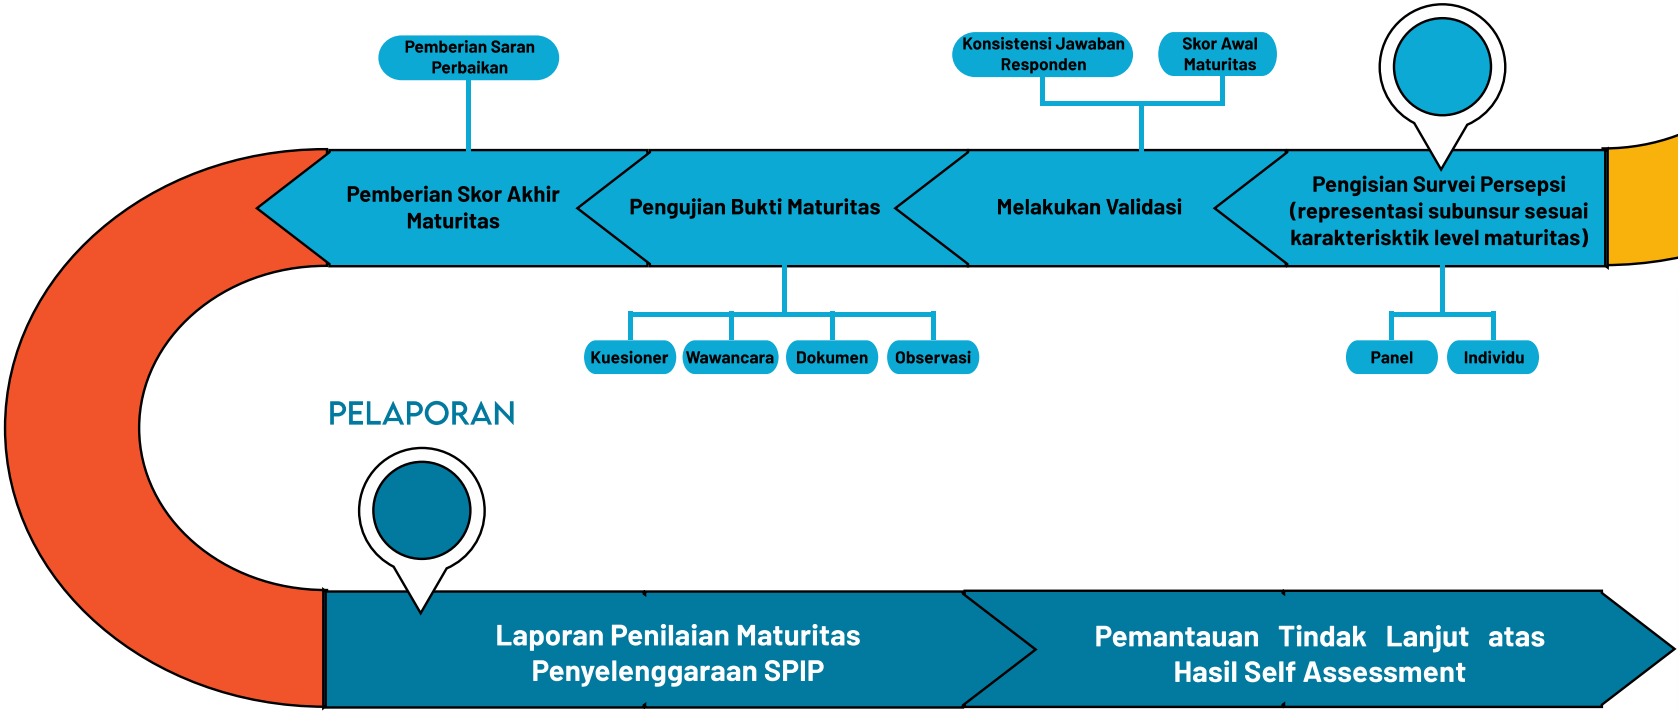 Pemberian Saran
Perbaikan
Konsistensi Jawaban
Responden
Skor Awal
Maturitas
Pemberian Skor Akhir
Maturitas
Pengujian Bukti Maturitas
Melakukan Validasi
Pengisian Survei Persepsi
(representasi subunsur sesuai
karakterisktik level maturitas)
Kuesioner
Wawancara
Dokumen
Observasi
Panel
Individu
PELAPORAN
Laporan Penilaian Maturitas
Penyelenggaraan SPIP
Pemantauan Tindak Lanjut atas
Hasil Self Assessment